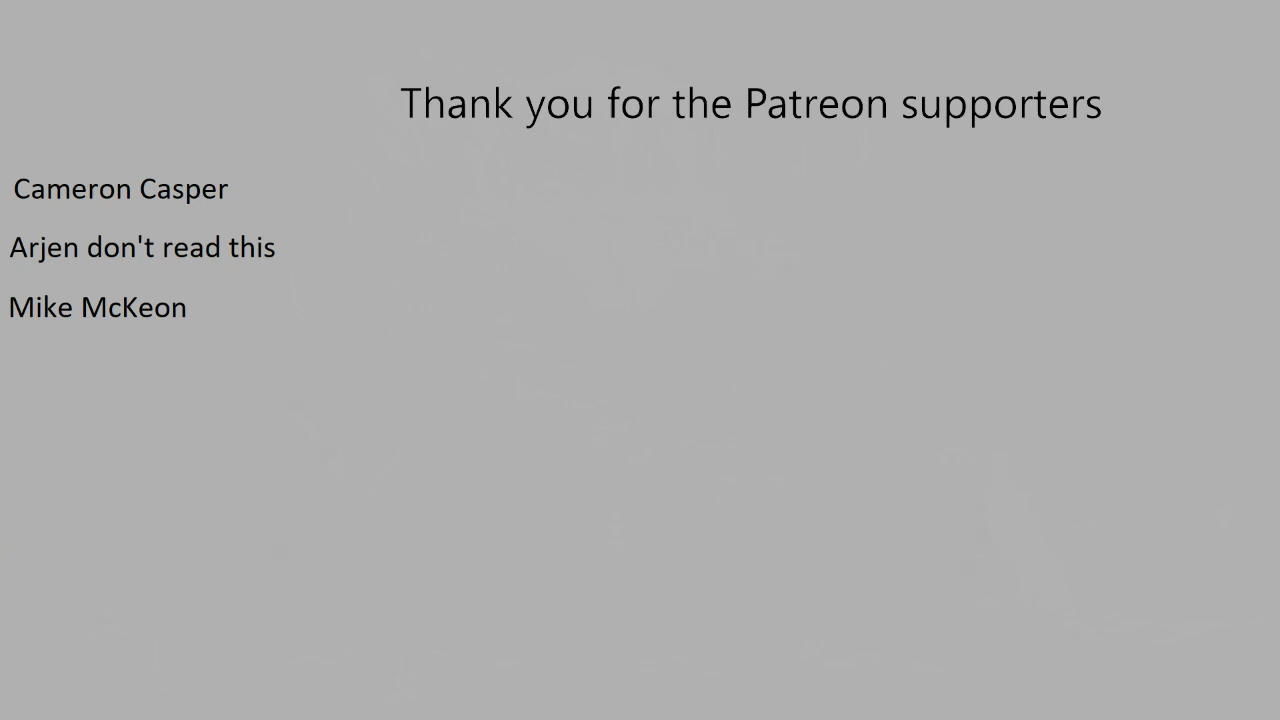 Thank you for the Patreon supporters
Cameron Casper
Arjen don't read this
Mike McKeon